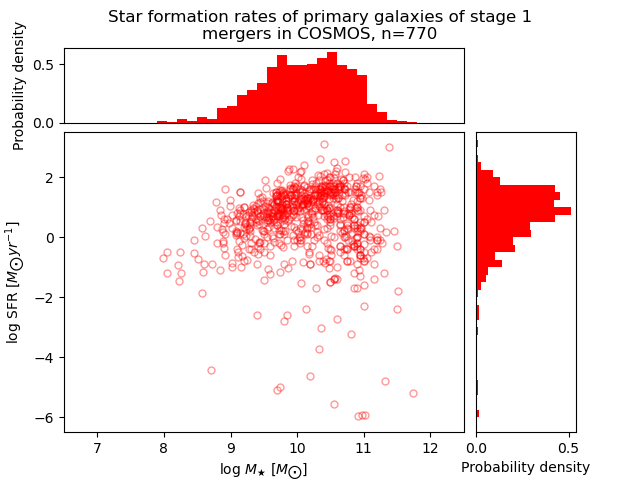 Star formation rates of primary galaxies of stage 1
mergers in COSMOS, n=770
Probability density
0.5
0.0
log SFR [M⨀yr⁻¹]
2
0
−2
−4
−6
7 8 9 10 11 12
log M★ [M⨀]
0.0 0.5
Probability density